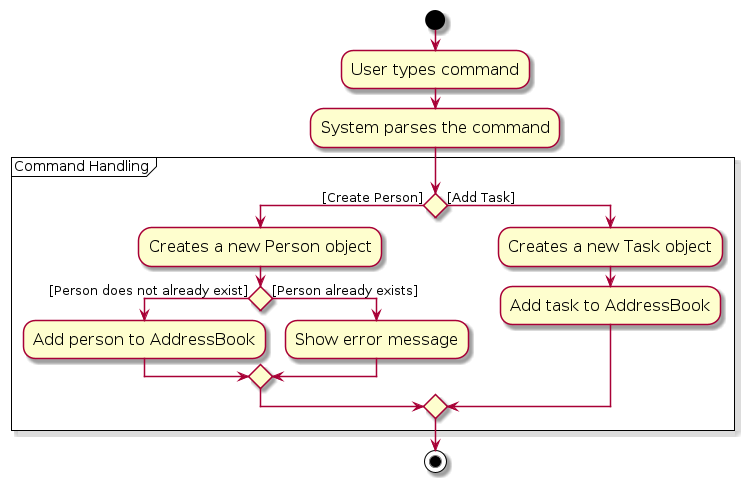 User types command
System parses the command
Command Handling
[Create Person]
[Add Task]
Creates a new Person object
Creates a new Task object
[Person does not already exist]
[Person already exists]
Add task to AddressBook
Add person to AddressBook
Show error message